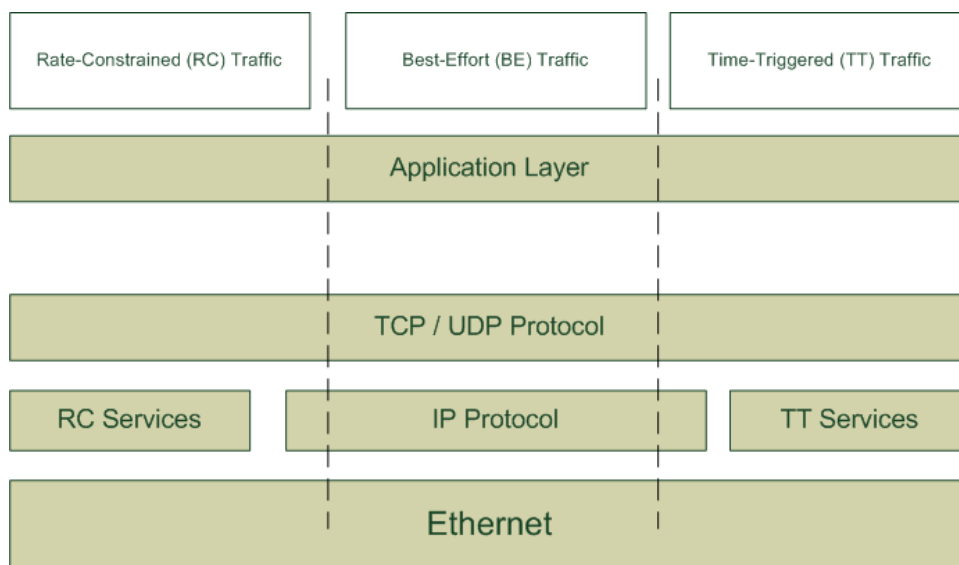 Rate-Constrained (RC) Traffic
Best-Effort (BE) Traffic
Time-Triggered (TT) Traffic
Application Layer
TCP / UDP Protocol
RC Services
IP Protocol
TT Services
Ethernet